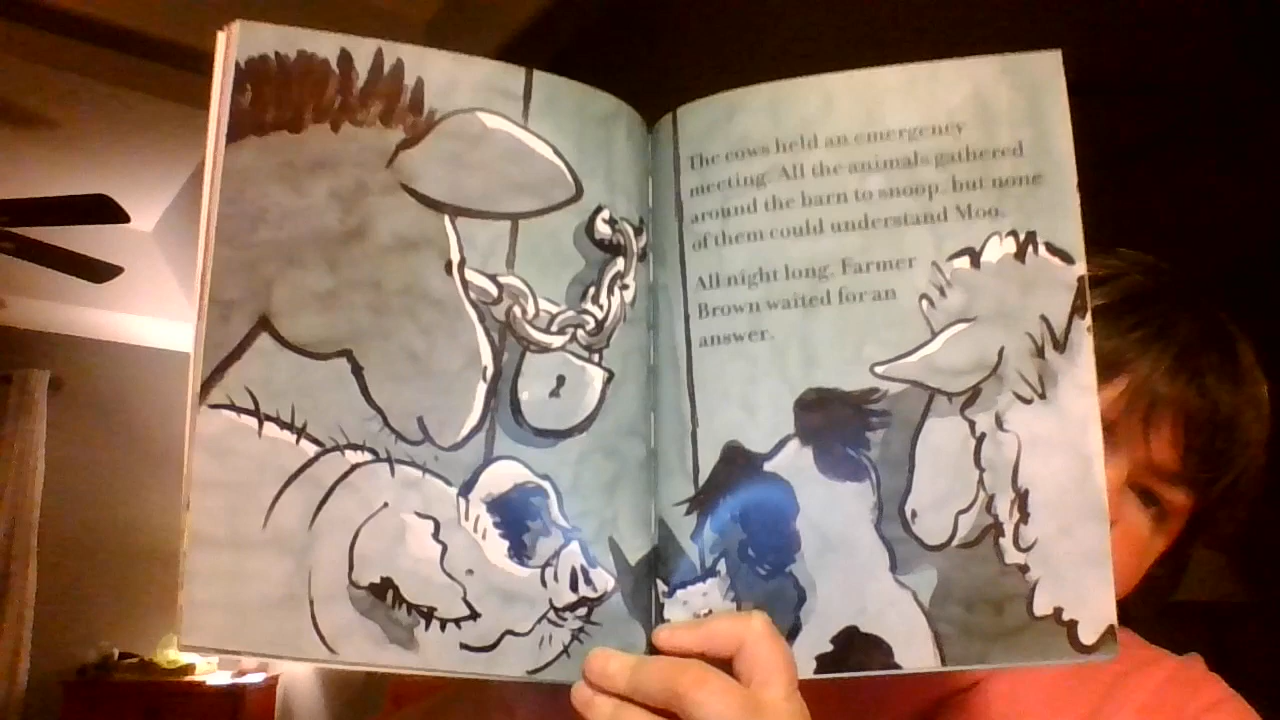 The cows held an emergency
meeting. All the animals gathered
around the barn to snoop, but none
of them could understand Moo.
All night long, Farmer
Brown waited for an
answer.